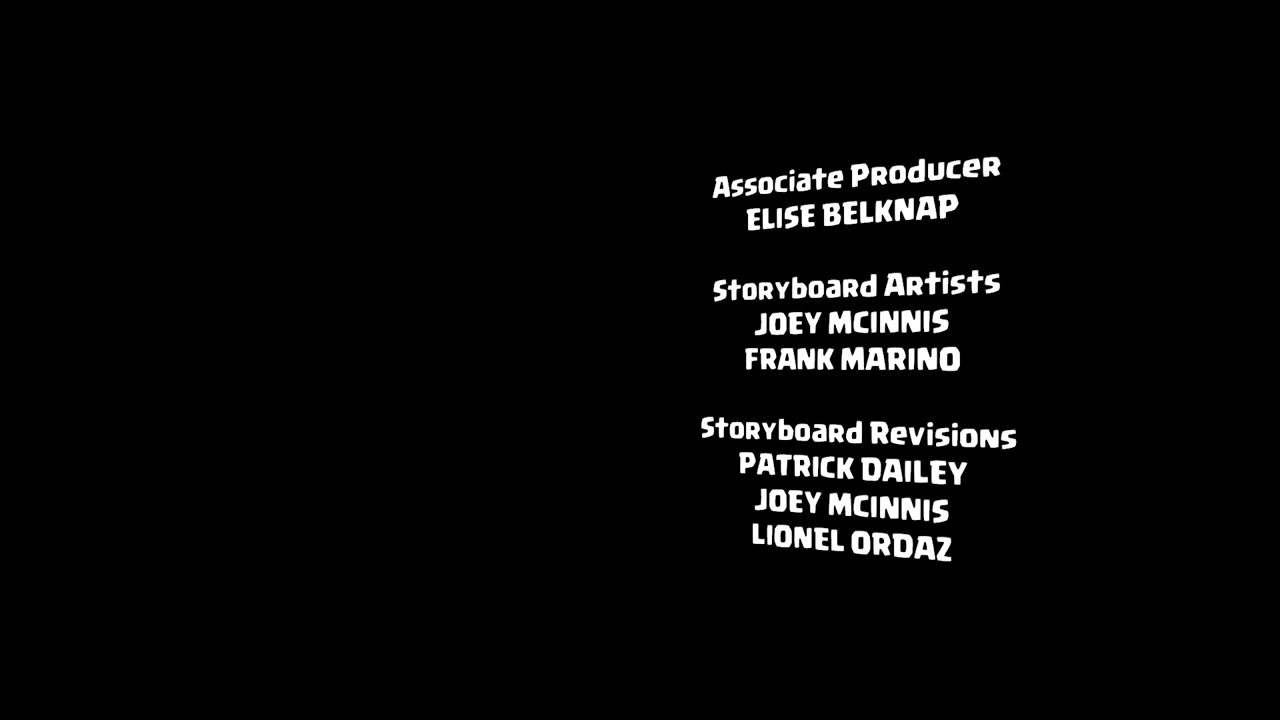 Associate Producer
ELISE BELKNAP
Storyboard Artists
JOEY MCINNIS
FRANK MARINO
Storyboard Revisions
PATRICK DAILEY
JOEY MCINNIS
LIONEL ORDAZ